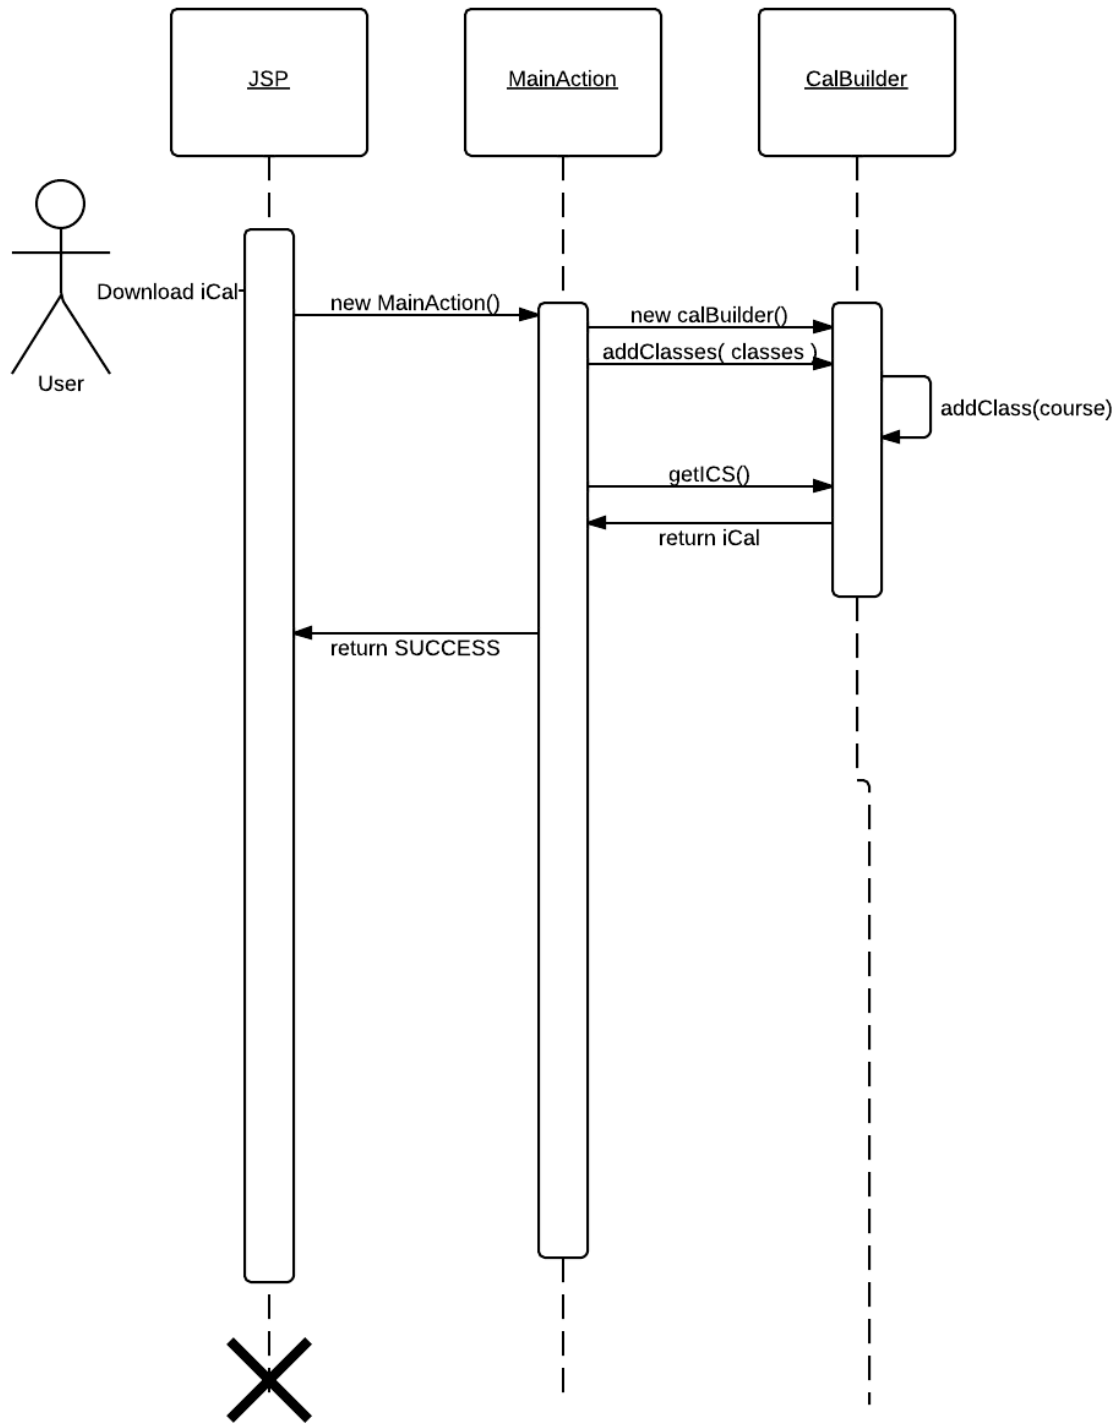 JSP
MainAction
CalBuilder
Download iCal
new MainAction()
new calBuilder()
addClasses( classes )
User
addClass(course)
getICS()
return iCal
return SUCCESS